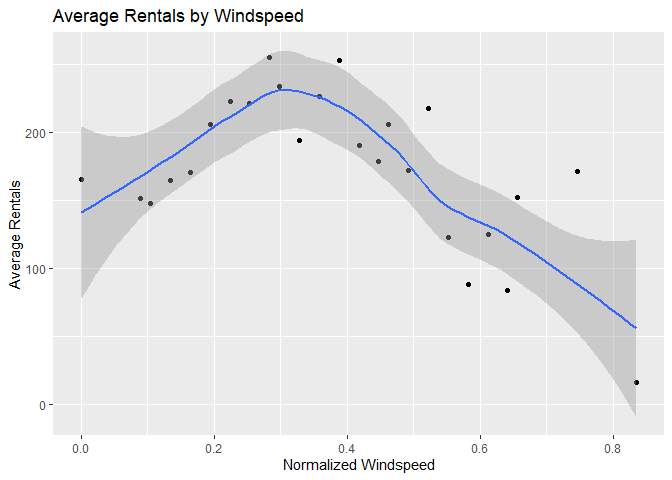 Average Rentals by Windspeed
Average Rentals
200
100
0
0.0 0.2 0.4 0.6 0.8
Normalized Windspeed